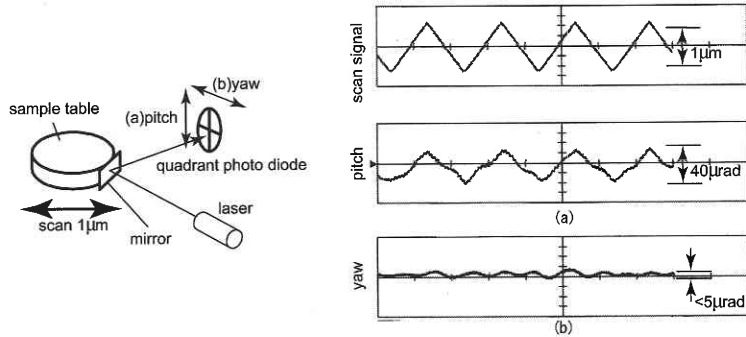 (b)yaw
(a)pitch
sample table
quadrant photo diode
laser
scan 1μm
mirror
scan signal
1μm
pitch
40μrad
(a)
yaw
<5μrad
(b)